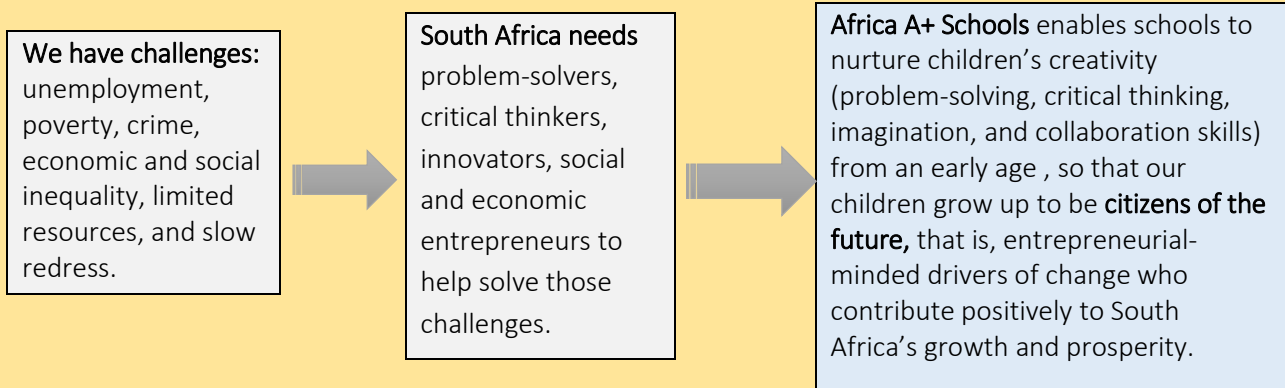 We have challenges:
unemployment,
poverty, crime,
economic and social
inequality, limited
resources, and slow
redress.
South Africa needs
problem-solvers,
critical thinkers,
innovators, social
and economic
entrepreneurs to
help solve those
challenges.
Africa A+ Schools enables schools to
nurture children’s creativity
(problem-solving, critical thinking,
imagination, and collaboration skills)
from an early age , so that our
children grow up to be citizens of the
future, that is, entrepreneurial-
minded drivers of change who
contribute positively to South
Africa’s growth and prosperity.